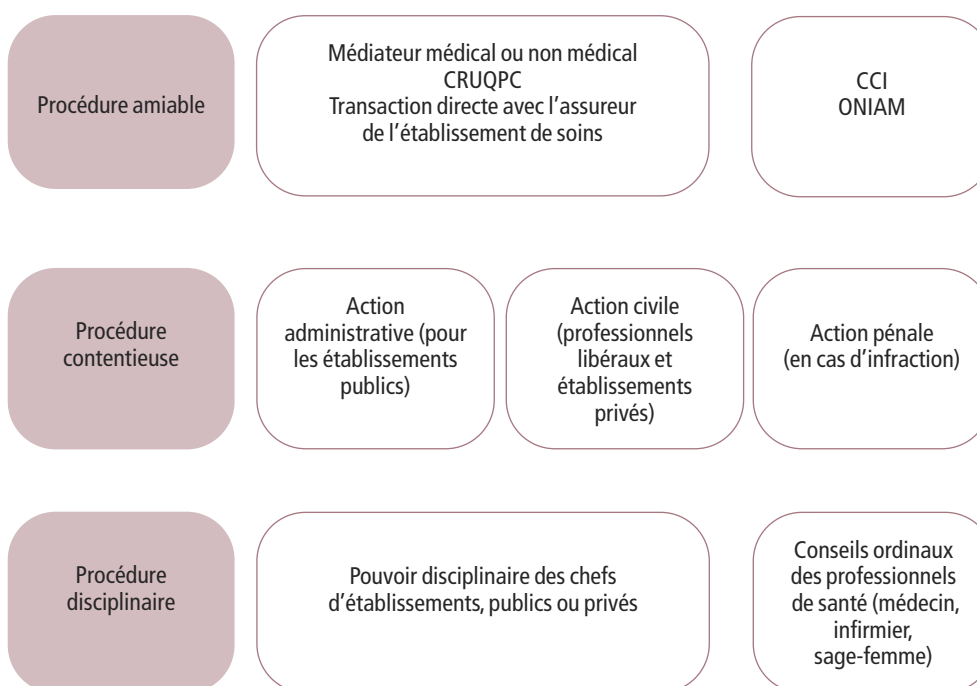 Procédure amiable
Médiateur médical ou non médical
CRUQPC
Transaction directe avec l’assureur
de l’établissement de soins
CCI
ONIAM
Procédure
contentieuse
Action
administrative (pour
les établissements
publics)
Action civile
(professionnels
libéraux et
établissements
privés)
Action pénale
(en cas d’infraction)
Procédure
disciplinaire
Pouvoir disciplinaire des chefs
d’établissements, publics ou privés
Conseils ordinaux
des professionnels
de santé (médecin,
infirmier,
sage-femme)